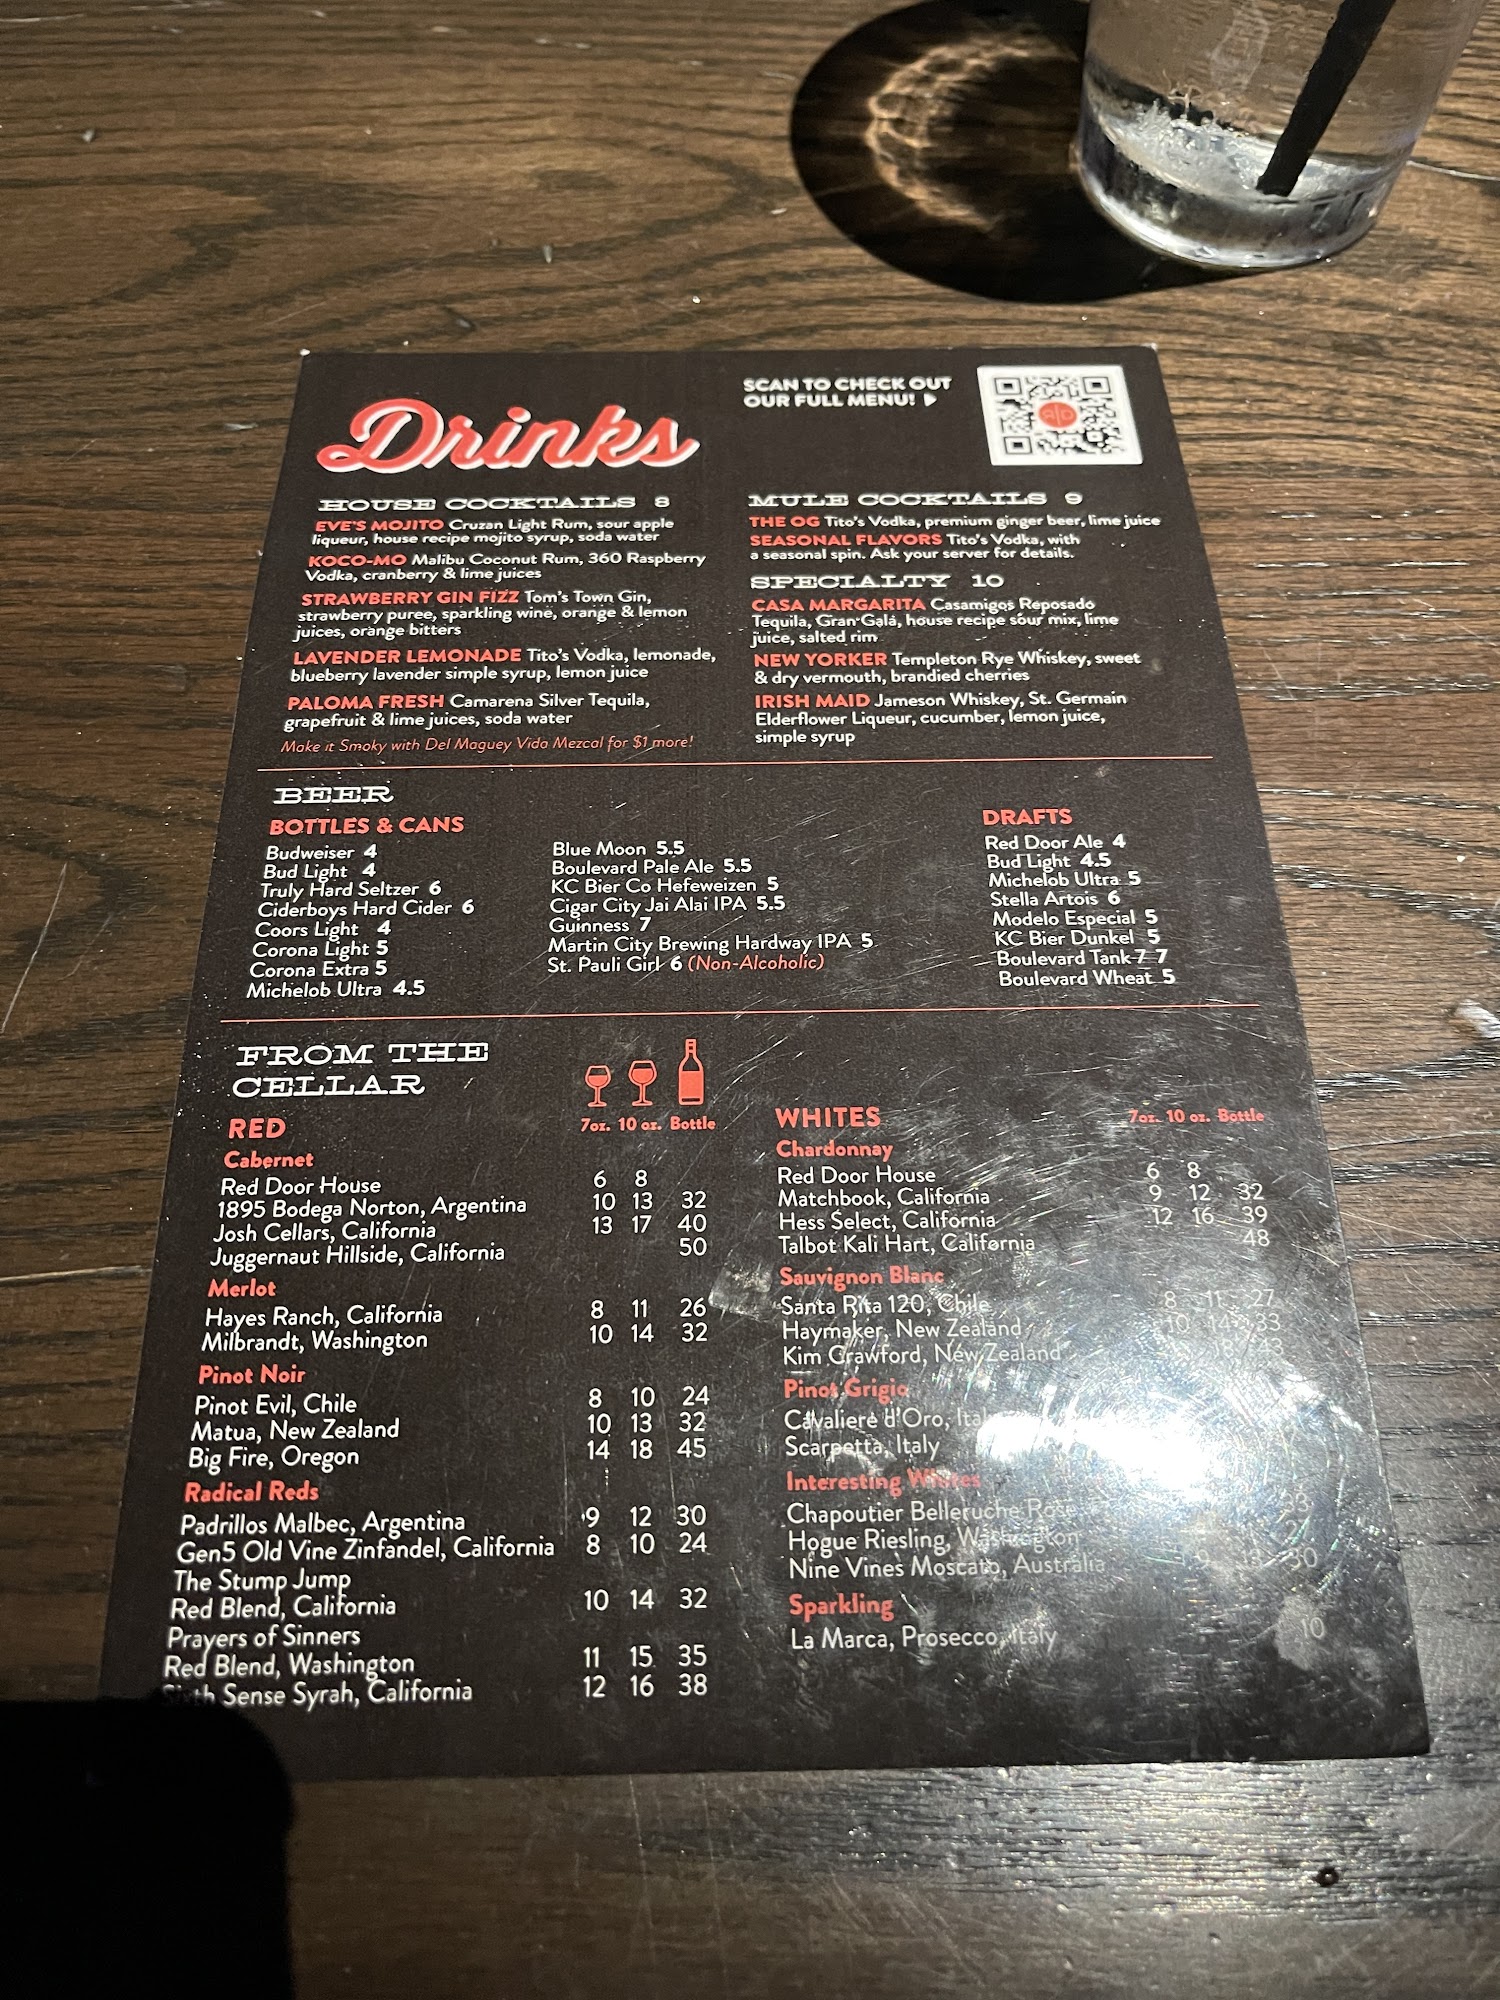 SCAN TO CHECK OUT
OUR FULL MENU!
Drinks
HOUSE COCKTAILS 8
EVE'S MOJITO Cruzan Light Rum, sour apple
liqueur, house recipe mojito syrup, soda water
KOCO-MO Malibu Coconut Rum, 360 Raspberry
Vodka, cranberry & lime juices
STRAWBERRY GIN FIZZ Tom's Town Gin,
strawberry puree, sparkling wine, orange & lemon
juices, orange bitters
LAVENDER LEMONADE Tito's Vodka, lemonade,
blueberry lavender simple syrup, lemon juice
PALOMA FRESH Camarena Silver Tequila,
grapefruit & lime juices, soda water
Make it Smoky with Del Maguey Vida Mezcal for $1 more!
MULE COCKTAILS 9
THE OG Tito's Vodka, premium ginger beer, lime juice
SEASONAL FLAVORS Tito's Vodka, with
a seasonal spin. Ask your server for details.
SPECIALTY 10
CASA MARGARITA Casamigos Reposado
Tequila, Gran Gala, house recipe sour mix, lime
juice, salted rim
NEW YORKER Templeton Rye Whiskey, sweet
& dry vermouth, brandied cherries
IRISH MAID Jameson Whiskey, St. Germain
Elderflower Liqueur, cucumber, lemon juice,
simple syrup
BEER
BOTTLES & CANS
Budweiser 4
Bud Light 4
Truly Hard Seltzer 6
Ciderboys Hard Cider 6
Coors Light 4
Corona Light 5
Corona Extra 5
Michelob Ultra 4.5
Blue Moon 5.5
Boulevard Pale Ale 5.5
KC Bier Co Hefeweizen 5
Cigar City Jai Alai IPA 5.5
Guinness 7
Martin City Brewing Hardway IPA 5
St. Pauli Girl 6 (Non-Alcoholic)
DRAFTS
Red Door Ale 4
Bud Light 4.5
Michelob Ultra 5
Stella Artois 6
Modelo Especial 5
KC Bier Dunkel 5
Boulevard Tank 7 7
Boulevard Wheat 5
FROM THE
CELLAR
RED 7oz. 10 oz. Bottle
Cabernet
Red Door House 6 8
1895 Bodega Norton, Argentina 10 13 32
Josh Cellars, California 13 17 40
Juggernaut Hillside, California 50
Merlot
Hayes Ranch, California 8 11 26
Milbrandt, Washington 10 14 32
Pinot Noir
Pinot Evil, Chile 8 10 24
Matua, New Zealand 10 13 32
Big Fire, Oregon 14 18 45
Radical Reds
Padrillos Malbec, Argentina 9 12 30
Gen5 Old Vine Zinfandel, California 8 10 24
The Stump Jump
Red Blend, California 10 14 32
Prayers of Sinners
Red Blend, Washington 11 15 35
Sixth Sense Syrah, California 12 16 38
WHITES 7oz. 10 oz. Bottle
Chardonnay
Red Door House 6 8
Matchbook, California 9 12 32
Hess Select, California 12 16 39
Talbot Kali Hart, California 48
Sauvignon Blanc
Santa Rita 120, Chile 8 11 27
Haymaker, New Zealand 10 14 33
Kim Crawford, New Zealand 18 43
Pinot Grigio
Cavaliere d'Oro,
Scarpetta, Italy
Interesting Whites
Chapoutier Belleruche Rose 33
Hogue Riesling, Washington
Nine Vines Moscato, Australia 9 13 30
Sparkling
La Marca, Prosecco, Italy 10